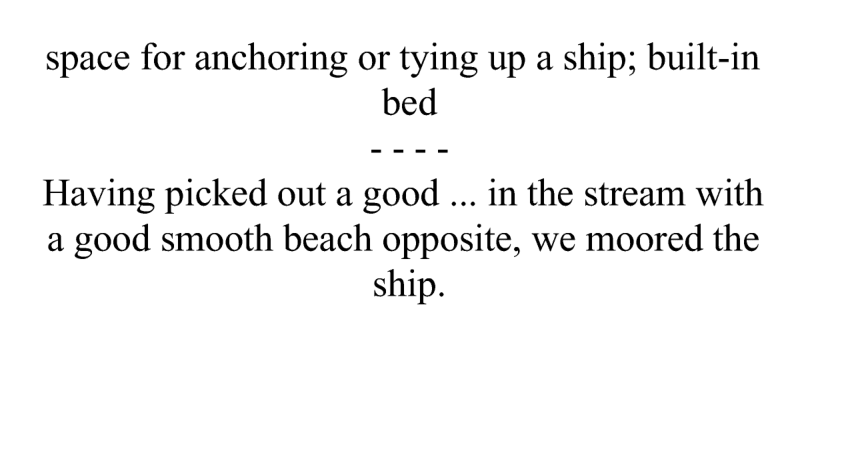 space for anchoring or tying up a ship; built-in
bed
- - - -
Having picked out a good ... in the stream with
a good smooth beach opposite, we moored the
ship.